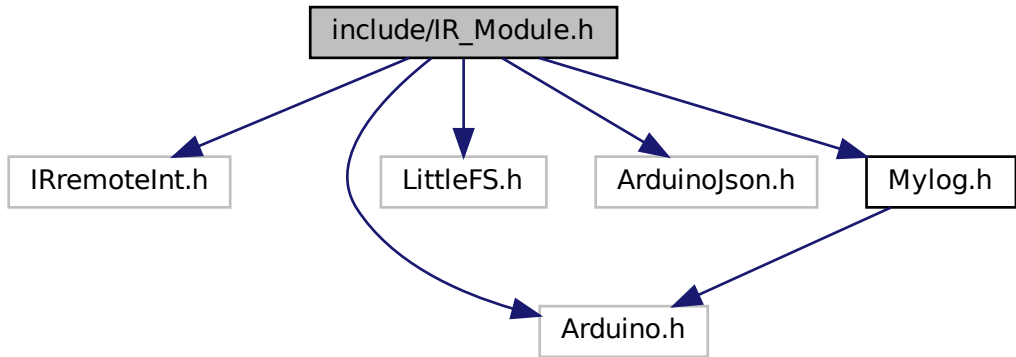 include/IR_Module.h
IRremoteInt.h
LittleFS.h
ArduinoJson.h
Mylog.h
Arduino.h